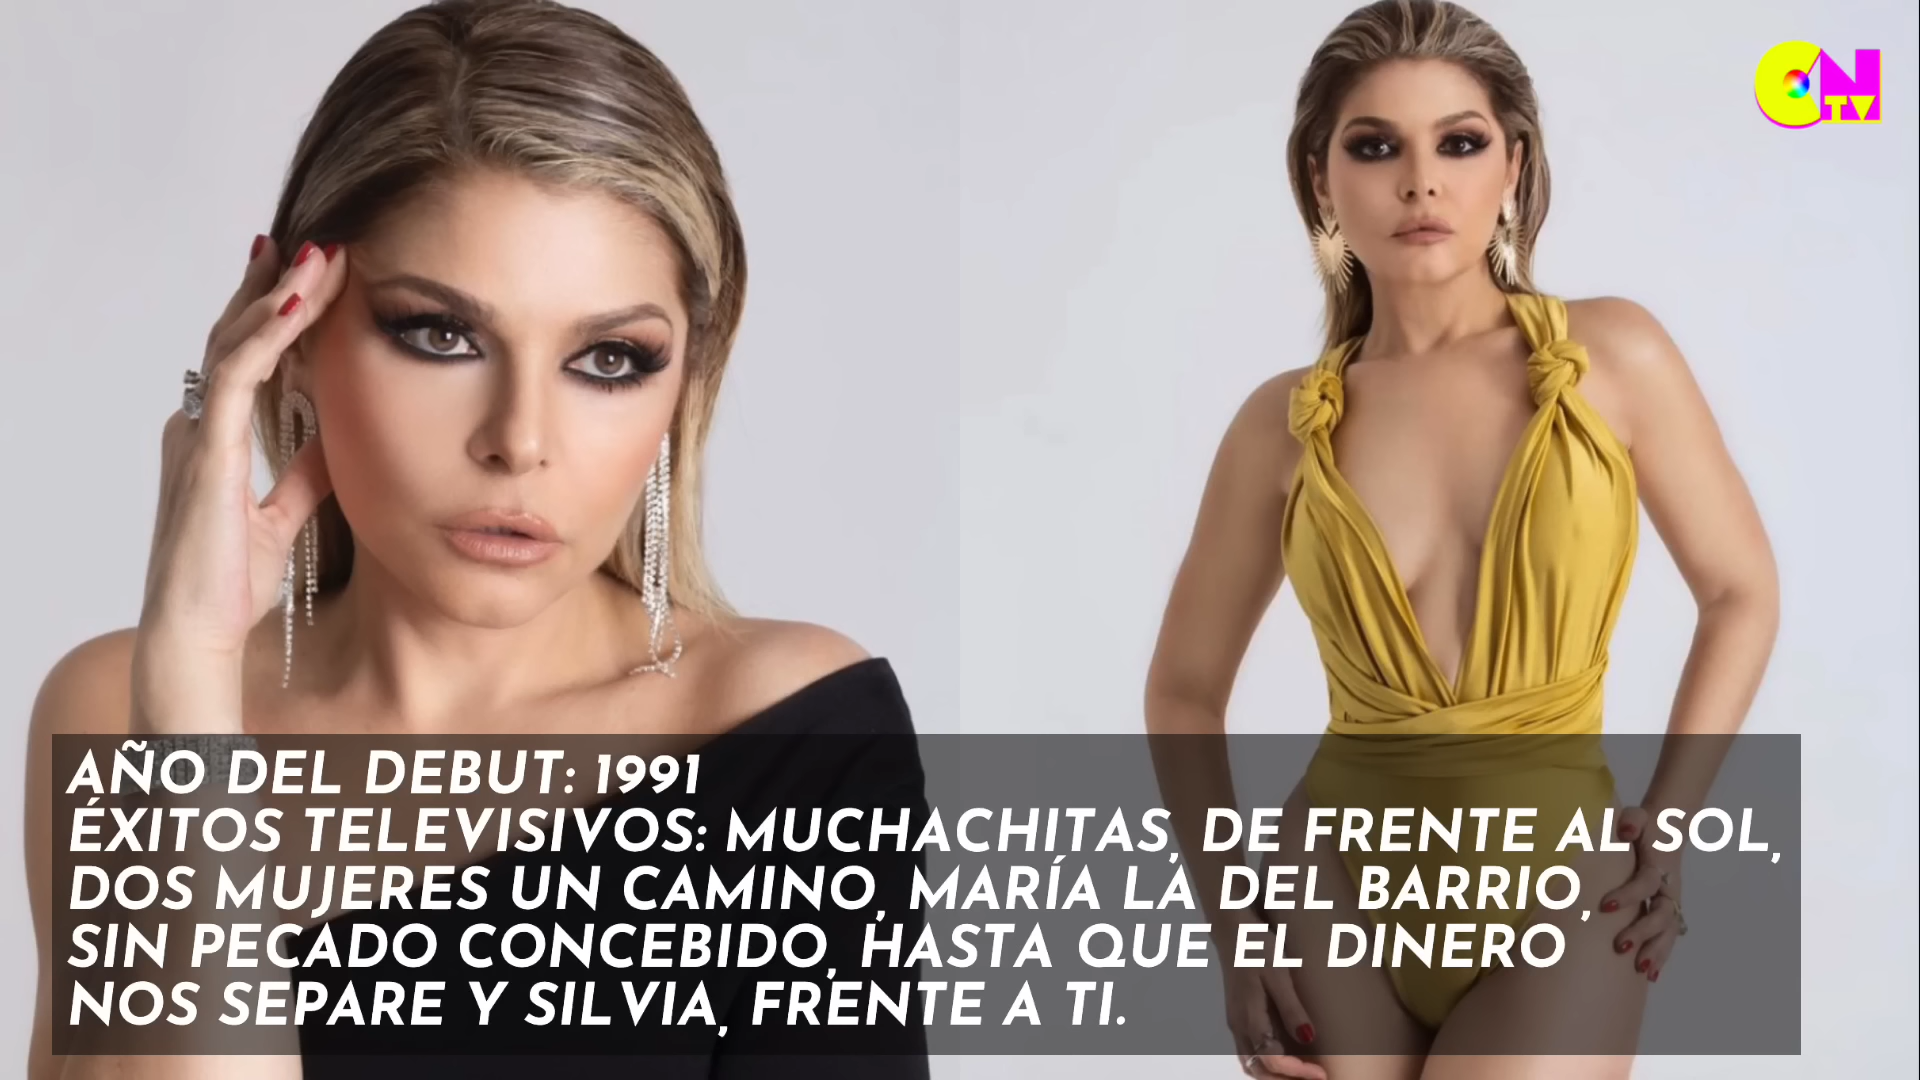 CN
TV
AÑO DEL DEBUT: 1991
ÉXITOS TELEVISIVOS: MUCHACHITAS, DE FRENTE AL SOL,
DOS MUJERES UN CAMINO, MARÍA LA DEL BARRIO,
SIN PECADO CONCEBIDO, HASTA QUE EL DINERO
NOS SEPARE Y SILVIA, FRENTE A TI.